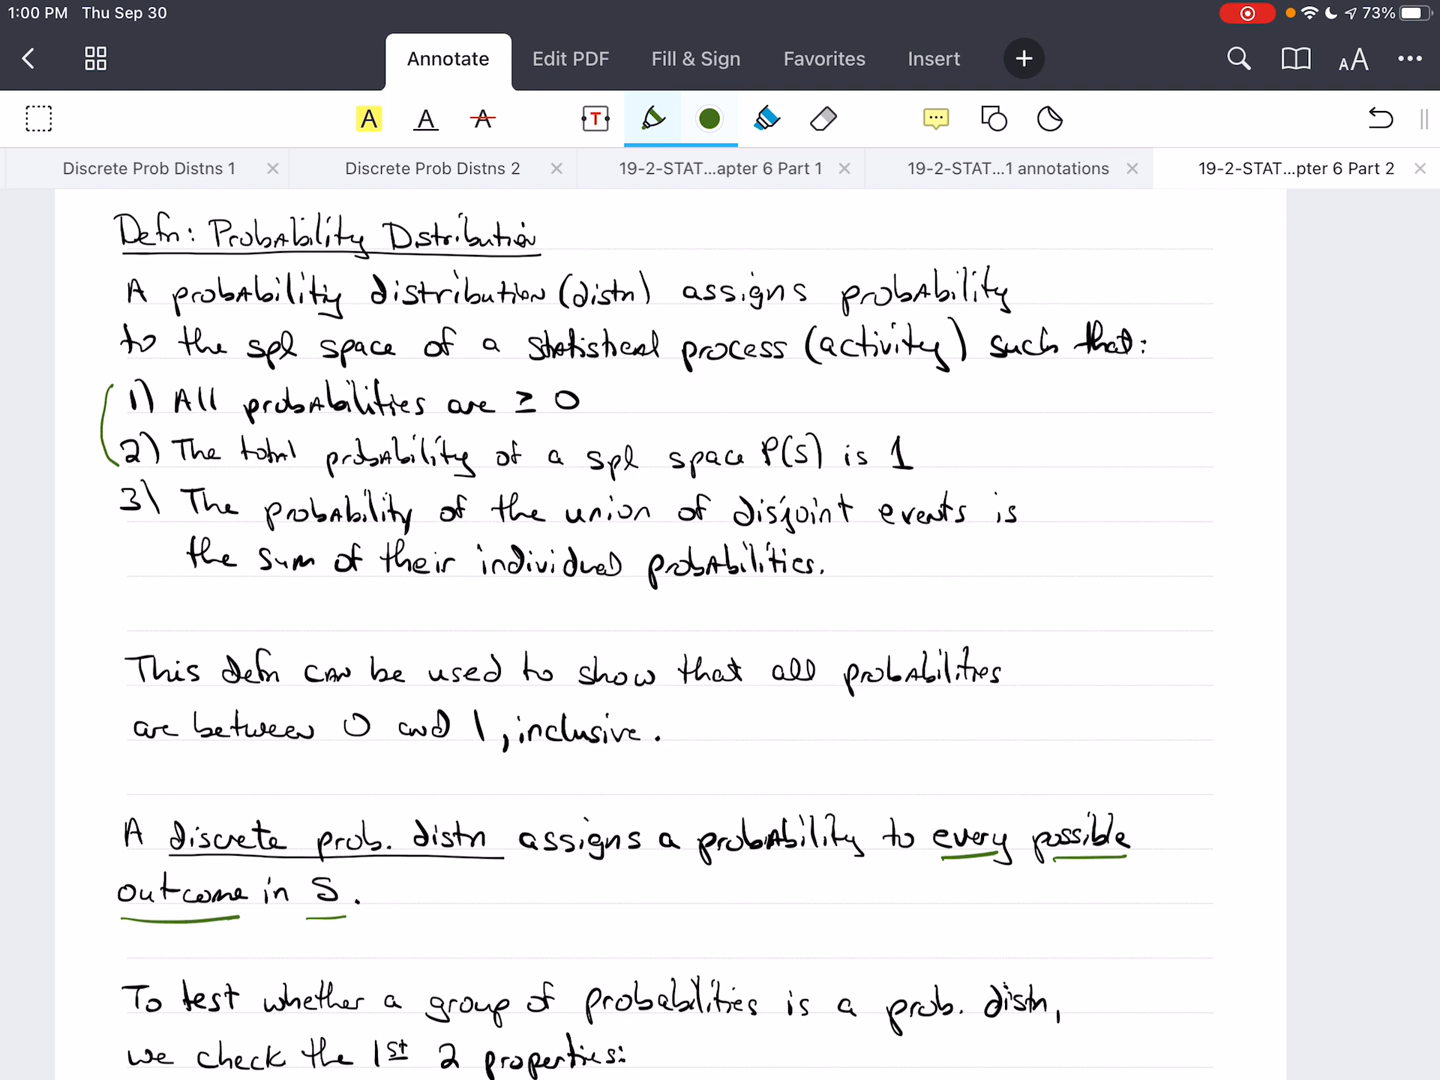 1:00 PM Thu Sep 30
73%
Annotate Edit PDF Fill & Sign Favorites Insert +
AA
A A A T
Discrete Prob Distns 1 × Discrete Prob Distns 2 × 19-2-STAT...apter 6 Part 1 × 19-2-STAT...1 annotations × 19-2-STAT...pter 6 Part 2 ×
Defn: Probability Dstribution
A probability distribution (distn) assigns probability
to the spl space of a statistical process (activity) such that:
1) All probabilities are ≥ 0
2) The total probability of a spl space P(S) is 1
3) The probability of the union of disjoint events is
the sum of their individual probabilities.
This defn can be used to show that all probabilities
are between 0 and 1, inclusive.
A discrete prob. distn assigns a probability to every possible
outcome in S.
To test whether a group of probabilities is a prob. distn,
we check the 1st 2 properties: